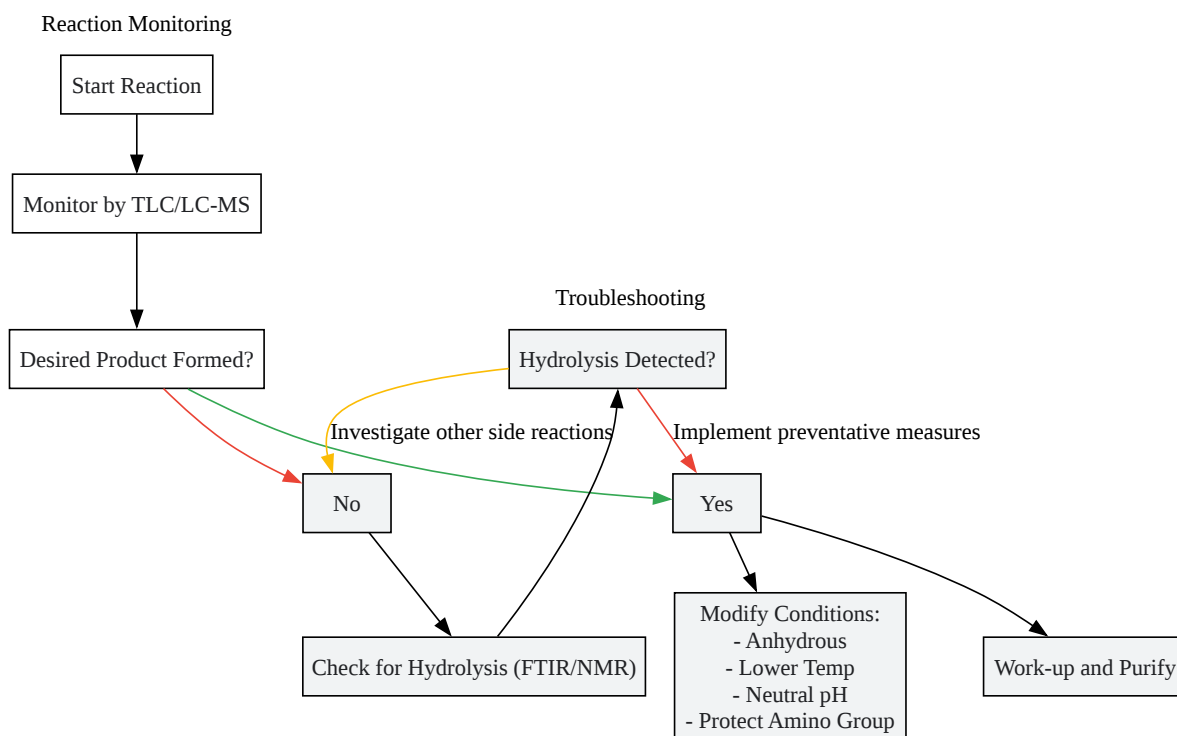 Reaction Monitoring
Start Reaction
Monitor by TLC/LC-MS
Troubleshooting
Desired Product Formed?
Hydrolysis Detected?
Investigate other side reactions
Implement preventative measures
No
Yes
Check for Hydrolysis (FTIR/NMR)
Modify Conditions:
- Anhydrous
- Lower Temp
- Neutral pH
- Protect Amino Group
Work-up and Purify